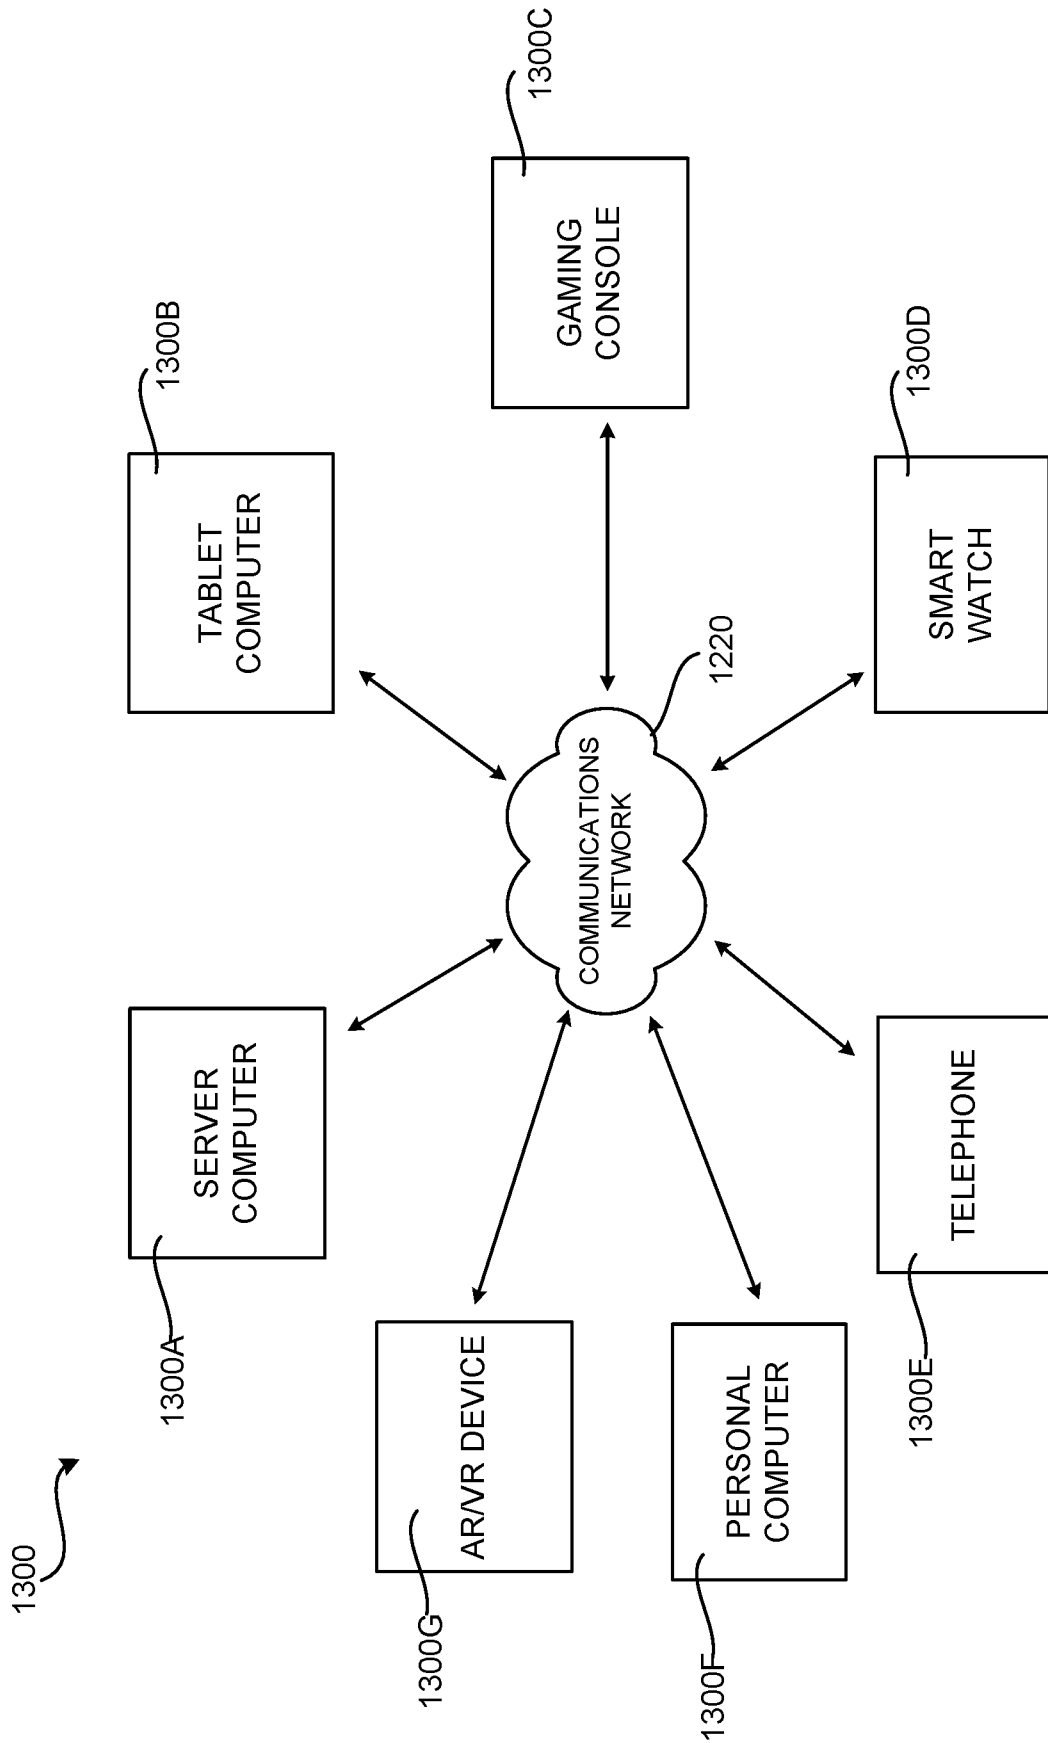 1300
1300A
SERVER
COMPUTER
1300B
TABLET
COMPUTER
1300G
AR/VR DEVICE
COMMUNICATIONS
NETWORK
1220
GAMING
CONSOLE
1300C
PERSONAL
COMPUTER
1300F
TELEPHONE
1300E
SMART
WATCH
1300D